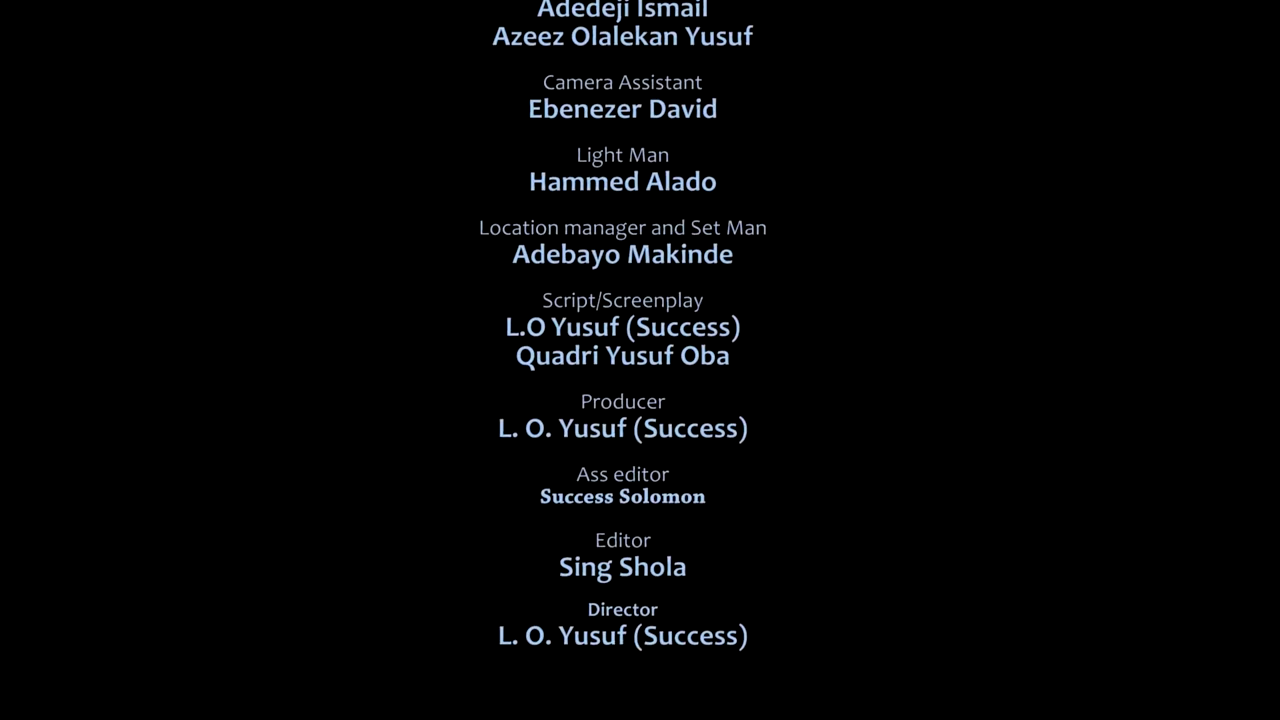 Adedeji Ismail
Azeez Olalekan Yusuf
Camera Assistant
Ebenezer David
Light Man
Hammed Alado
Location manager and Set Man
Adebayo Makinde
Script/Screenplay
L.O Yusuf (Success)
Quadri Yusuf Oba
Producer
L. O. Yusuf (Success)
Ass editor
Success Solomon
Editor
Sing Shola
Director
L. O. Yusuf (Success)